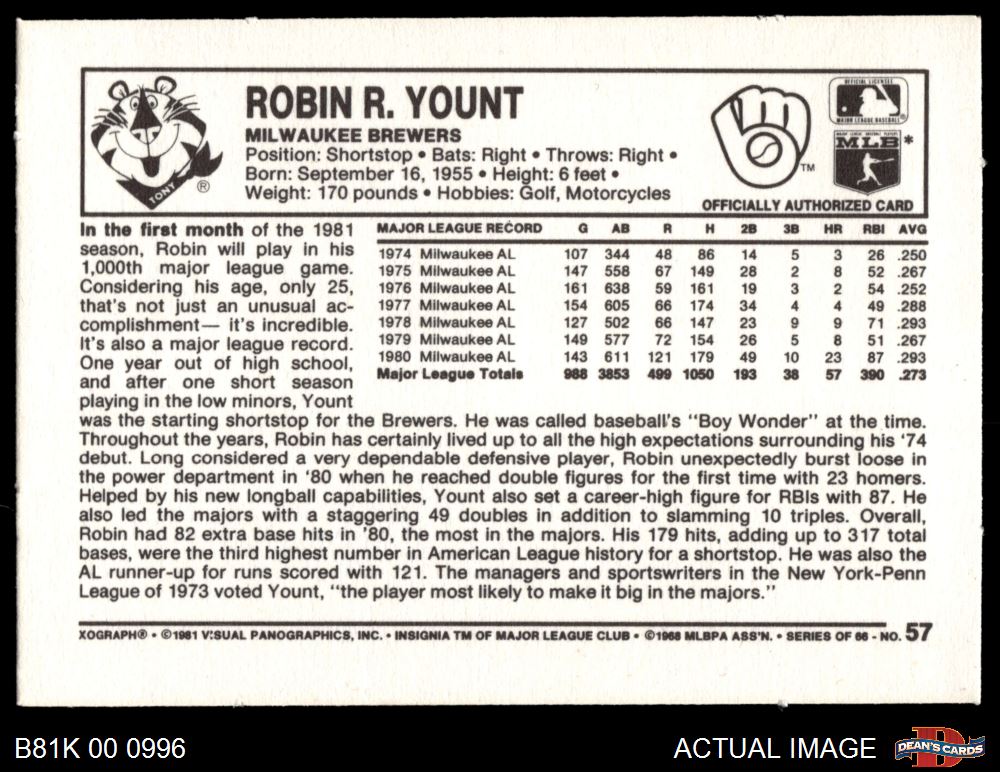 ROBIN R. YOUNT
MILWAUKEE BREWERS
Position: Shortstop • Bats: Right • Throws: Right •
Born: September 16, 1955 • Height: 6 feet •
Weight: 170 pounds • Hobbies: Golf, Motorcycles
TONY ®
TM
OFFICIAL LICENSEE
MAJOR LEAGUE BASEBALL ®
MAJOR LEAGUE BASEBALL PLAYERS
MLB *
OFFICIALLY AUTHORIZED CARD
In the first month of the 1981
season, Robin will play in his
1,000th major league game.
Considering his age, only 25,
that's not just an unusual ac-
complishment— it's incredible.
It's also a major league record.
One year out of high school,
and after one short season
playing in the low minors, Yount
MAJOR LEAGUE RECORD G AB R H 2B 3B HR RBI AVG
1974 Milwaukee AL 107 344 48 86 14 5 3 26 .250
1975 Milwaukee AL 147 558 67 149 28 2 8 52 .267
1976 Milwaukee AL 161 638 59 161 19 3 2 54 .252
1977 Milwaukee AL 154 605 66 174 34 4 4 49 .288
1978 Milwaukee AL 127 502 66 147 23 9 9 71 .293
1979 Milwaukee AL 149 577 72 154 26 5 8 51 .267
1980 Milwaukee AL 143 611 121 179 49 10 23 87 .293
Major League Totals 988 3853 499 1050 193 38 57 390 .273
was the starting shortstop for the Brewers. He was called baseball's "Boy Wonder" at the time.
Throughout the years, Robin has certainly lived up to all the high expectations surrounding his '74
debut. Long considered a very dependable defensive player, Robin unexpectedly burst loose in
the power department in '80 when he reached double figures for the first time with 23 homers.
Helped by his new longball capabilities, Yount also set a career-high figure for RBIs with 87. He
also led the majors with a staggering 49 doubles in addition to slamming 10 triples. Overall,
Robin had 82 extra base hits in '80, the most in the majors. His 179 hits, adding up to 317 total
bases, were the third highest number in American League history for a shortstop. He was also the
AL runner-up for runs scored with 121. The managers and sportswriters in the New York-Penn
League of 1973 voted Yount, "the player most likely to make it big in the majors."
XOGRAPH® • ©1981 VISUAL PANOGRAPHICS, INC. • INSIGNIA TM OF MAJOR LEAGUE CLUB • ©1968 MLBPA ASS'N. • SERIES OF 66 - NO. 57
B81K 00 0996
ACTUAL IMAGE
D
DEAN'S CARDS